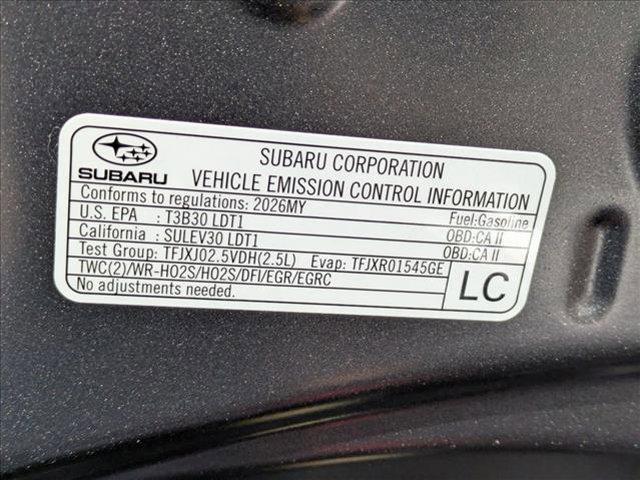 SUBARU
SUBARU CORPORATION
VEHICLE EMISSION CONTROL INFORMATION
Conforms to regulations: 2026MY
Fuel:Gasoline
U.S. EPA : T3B30 LDT1
OBD:CA II
California : SULEV30 LDT1
OBD:CA II
Test Group: TFJXJ02.5VDH(2.5L) Evap: TFJXR01545GE
TWC(2)/WR-HO2S/HO2S/DFI/EGR/EGRC
No adjustments needed.
LC